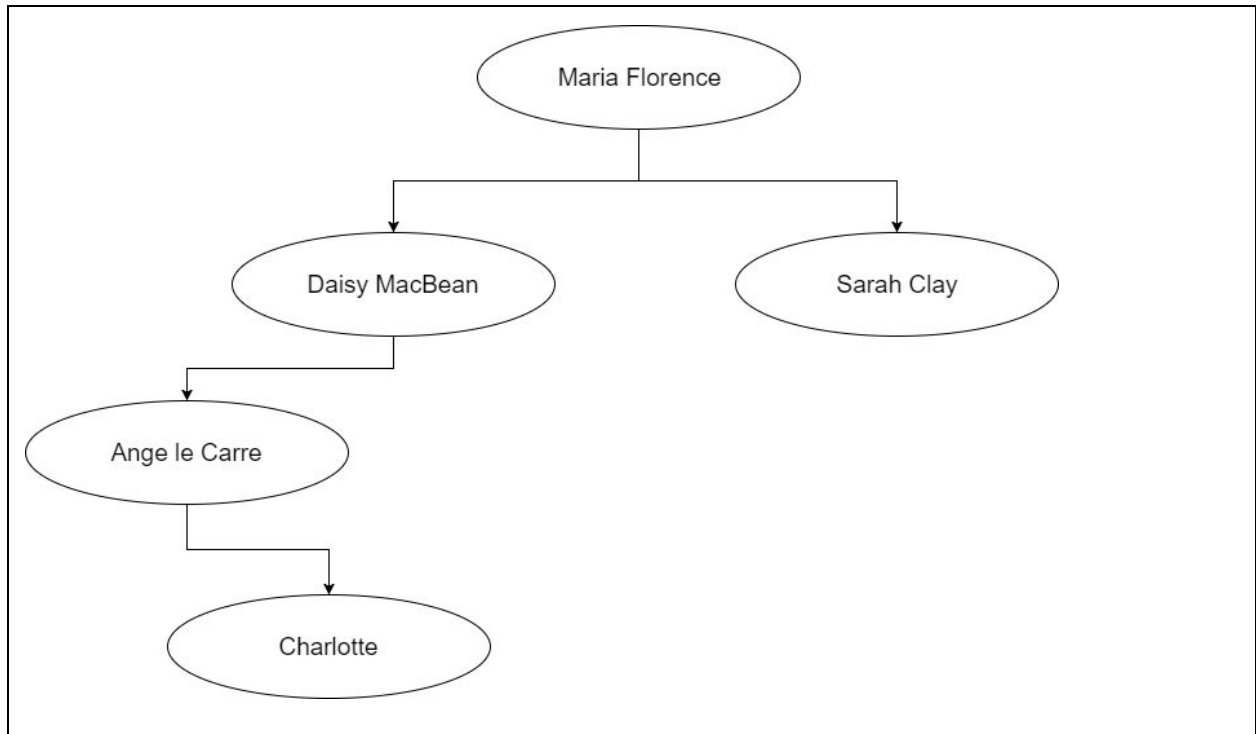 Maria Florence
Daisy MacBean
Sarah Clay
Ange le Carre
Charlotte